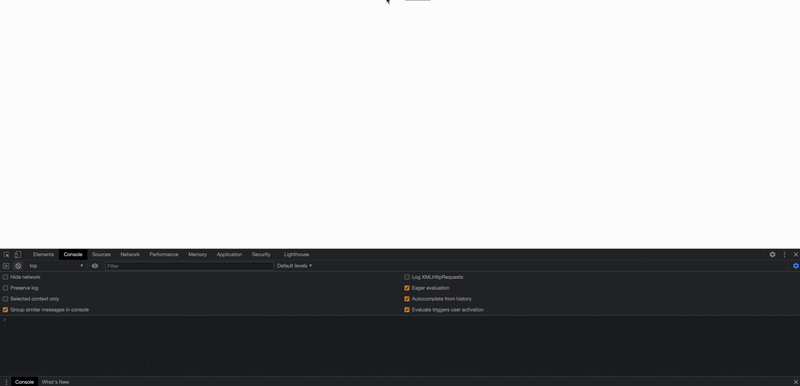 Elements Console Sources Network Performance Memory Application Security Lighthouse
top Filter Default levels
Hide network Log XMLHttpRequests
Preserve log Eager evaluation
Selected context only Autocomplete from history
Group similar messages in console Evaluate triggers user activation
Console What's New